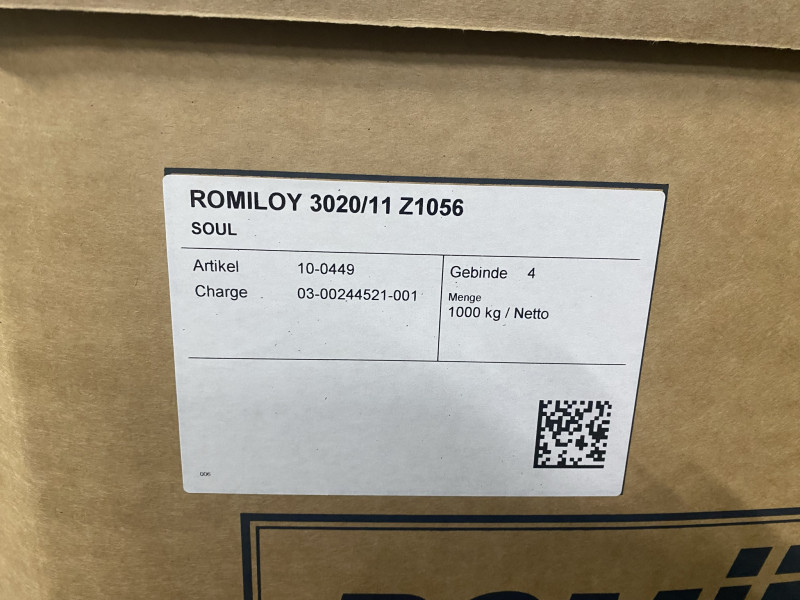 ROMILOY 3020/11 Z1056
SOUL
Artikel 10-0449
Charge 03-00244521-001
Gebinde 4
Menge
1000 kg / Netto